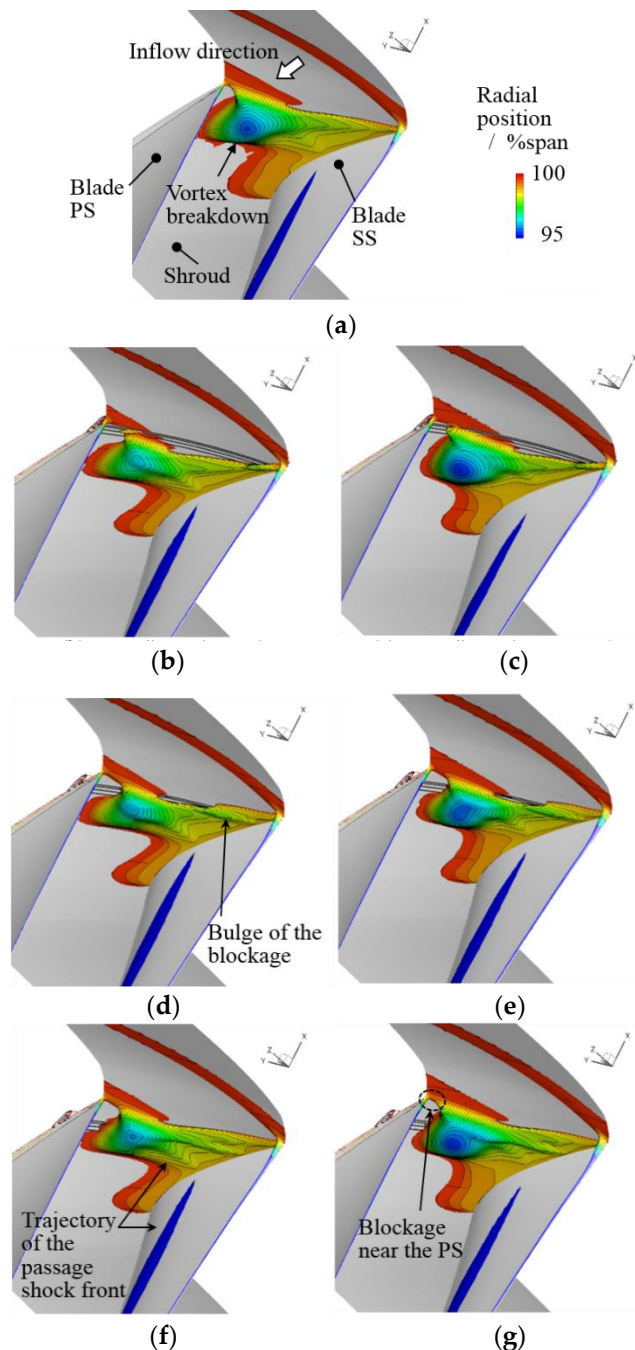 Inflow direction
Radial
position
/ %span
100
95
Blade
PS
Vortex
breakdown
Blade
SS
Shroud
X
Y
Z
(a)
X
Y
Z
X
Y
Z
(b)
(c)
X
Y
Z
X
Y
Z
Bulge of the
blockage
(d)
(e)
X
Y
Z
X
Y
Z
Trajectory
of the
passage
shock front
Blockage
near the PS
(f)
(g)